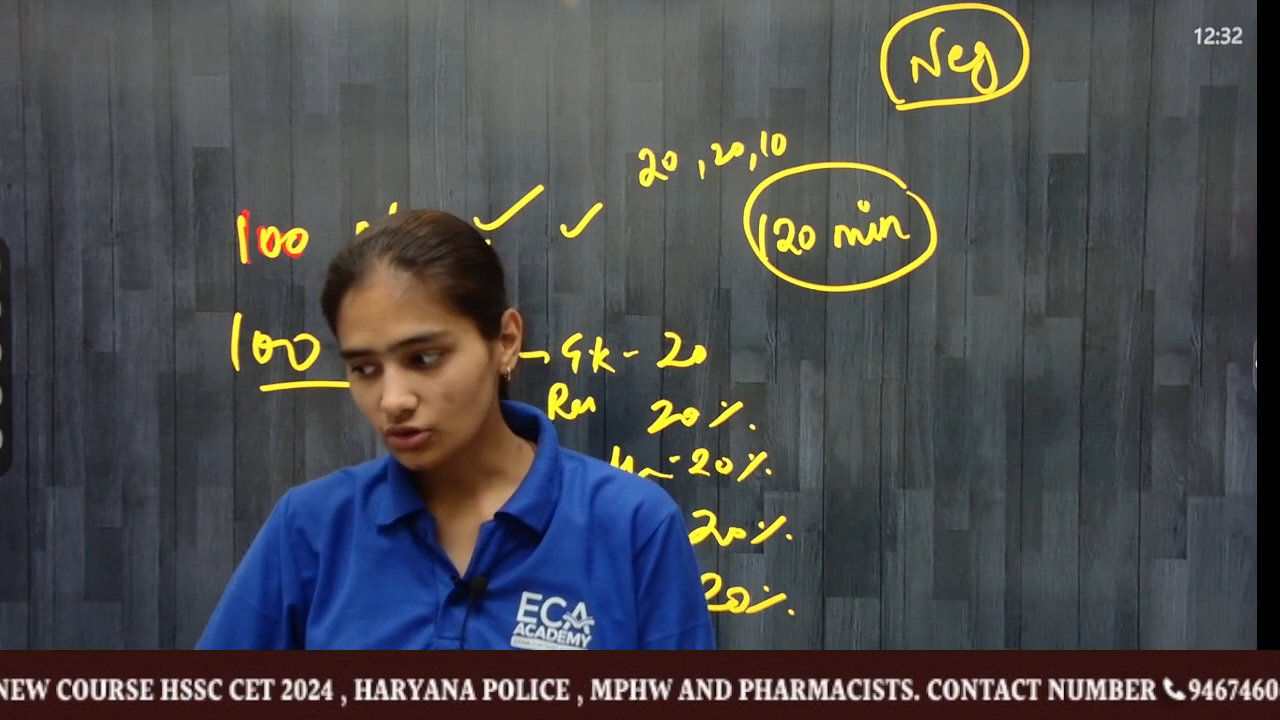 12:32
Neg
20, 20, 10
100
120 min
100
GK - 20
Res 20%.
20%.
20%.
20%.
ECA
ACADEMY
NEW COURSE HSSC CET 2024 , HARYANA POLICE , MPHW AND PHARMACISTS. CONTACT NUMBER 📞 9467460